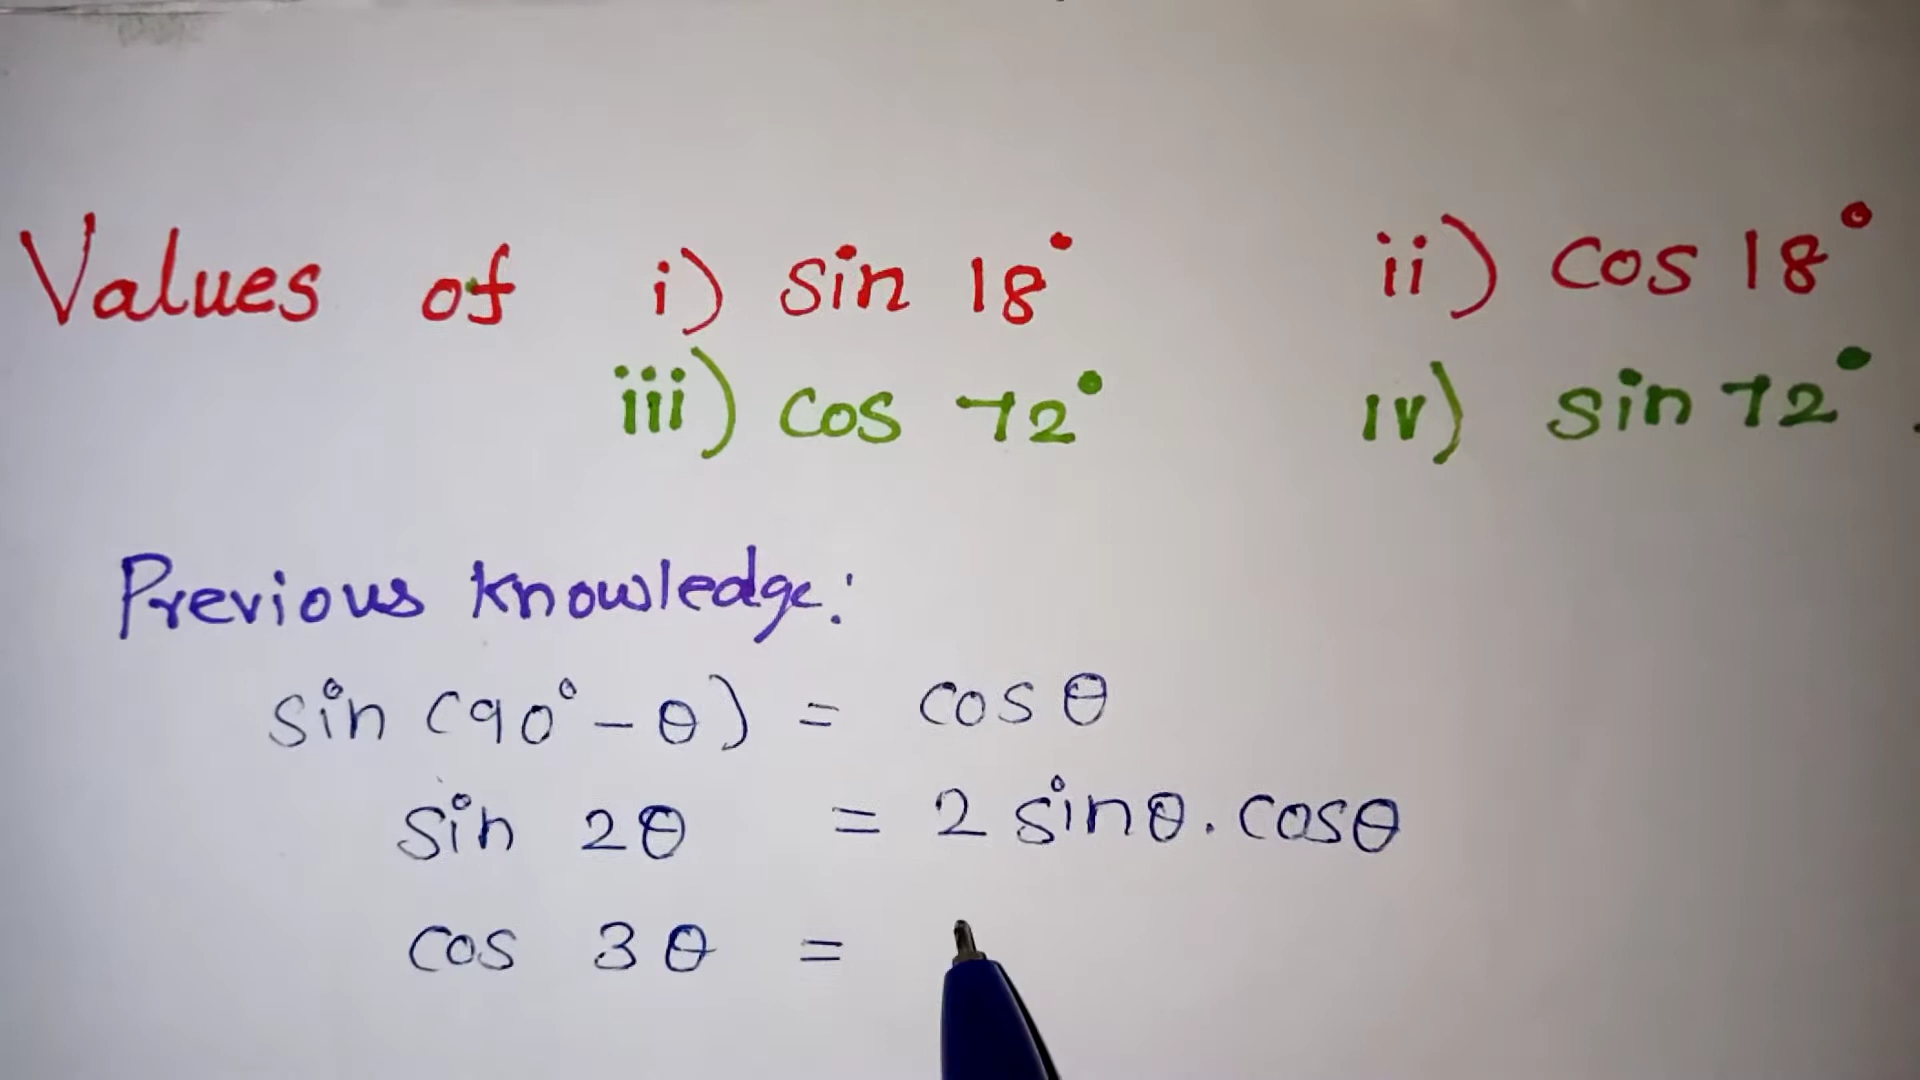 Values of i) sin 18° ii) cos 18°
iii) cos 72° iv) sin 72°.
Previous knowledge:
sin (90° - θ) = cos θ
sin 2θ = 2 sinθ . cosθ
cos 3θ =